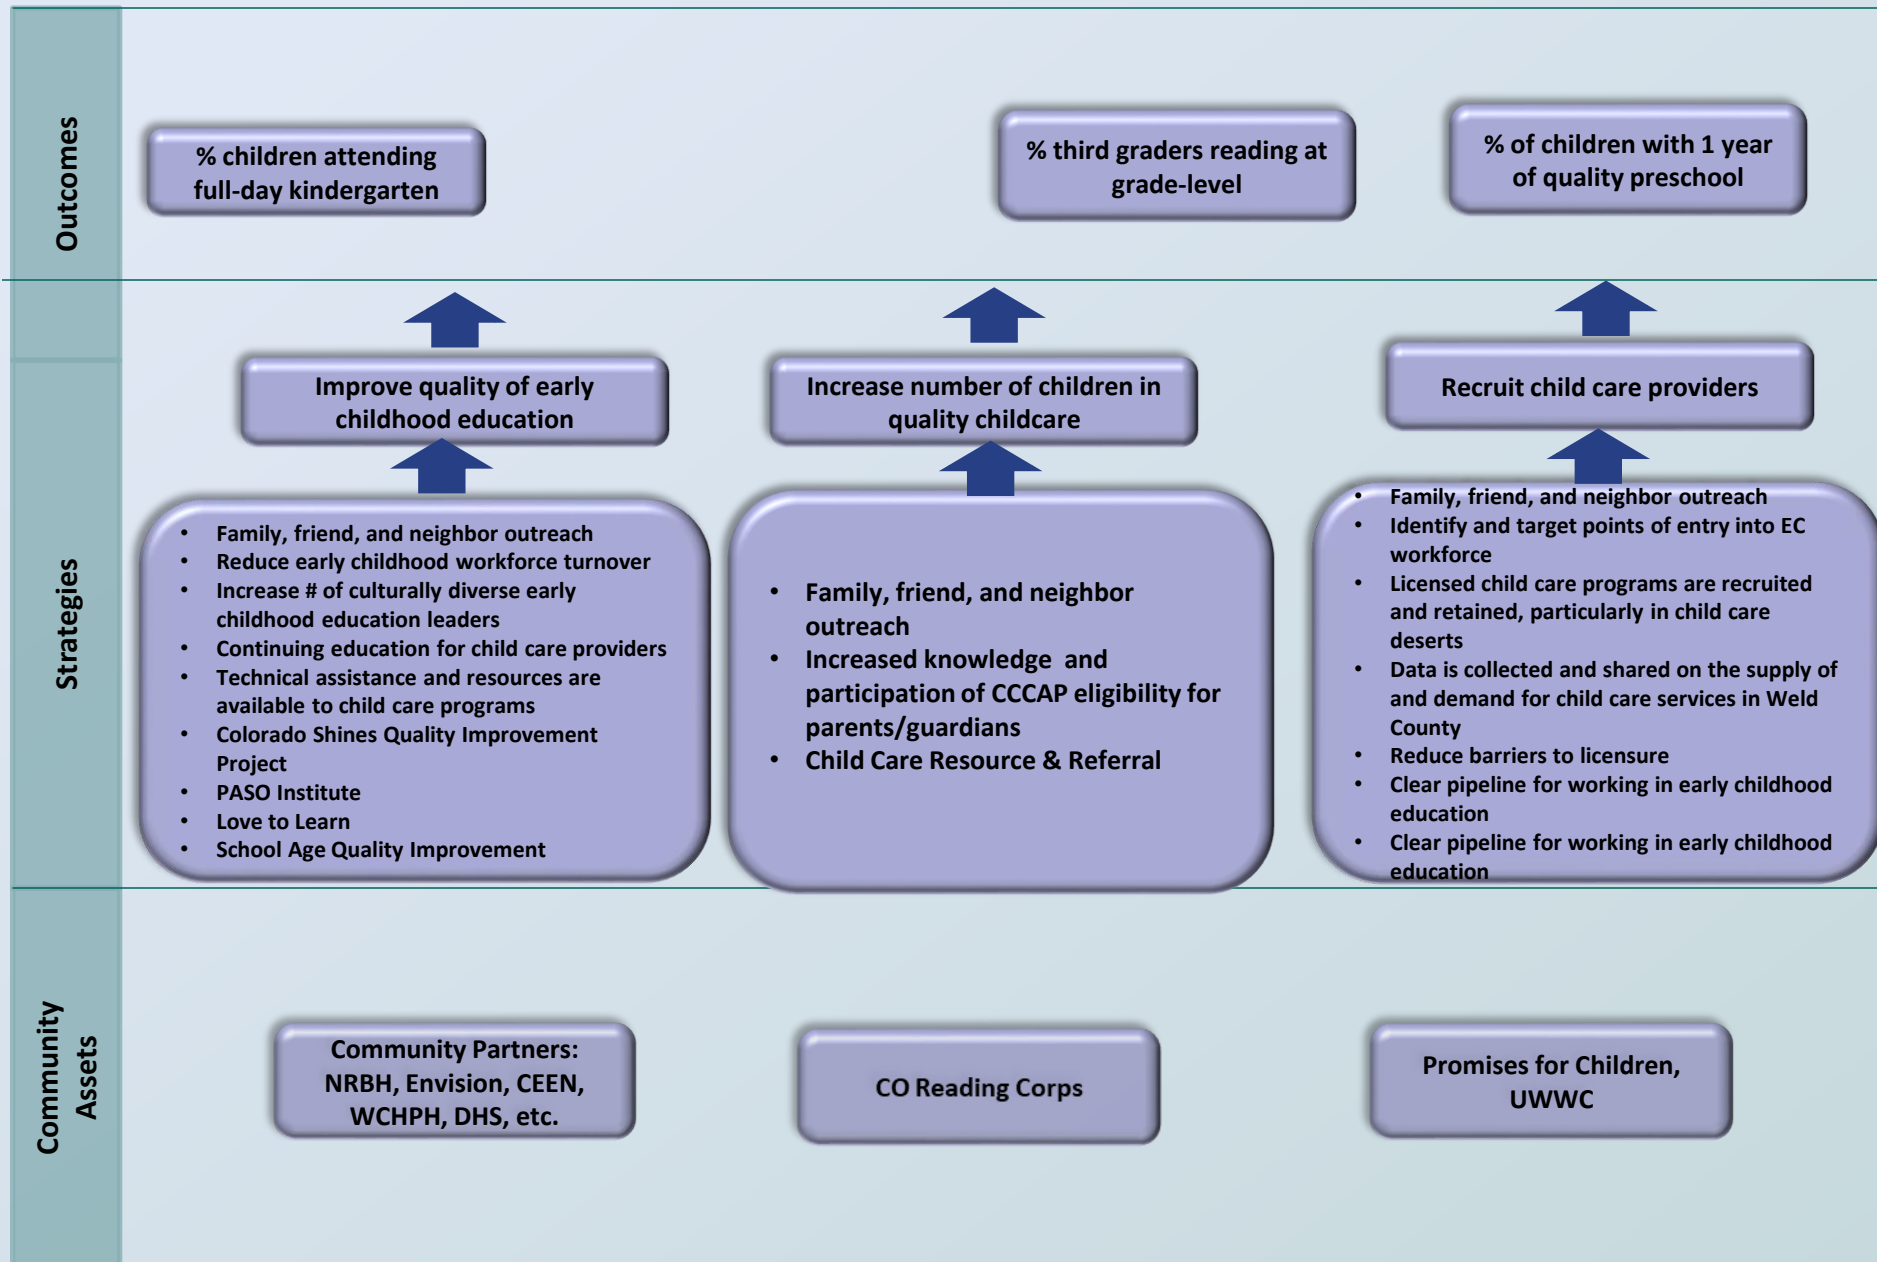 Outcomes
% children attending
full-day kindergarten
% third graders reading at
grade-level
% of children with 1 year
of quality preschool
Strategies
Improve quality of early
childhood education
Increase number of children in
quality childcare
Recruit child care providers
• Family, friend, and neighbor outreach
• Reduce early childhood workforce turnover
• Increase # of culturally diverse early
childhood education leaders
• Continuing education for child care providers
• Technical assistance and resources are
available to child care programs
• Colorado Shines Quality Improvement
Project
• PASO Institute
• Love to Learn
• School Age Quality Improvement
• Family, friend, and neighbor
outreach
• Increased knowledge and
participation of CCCAP eligibility for
parents/guardians
• Child Care Resource & Referral
• Family, friend, and neighbor outreach
• Identify and target points of entry into EC
workforce
• Licensed child care programs are recruited
and retained, particularly in child care
deserts
• Data is collected and shared on the supply of
and demand for child care services in Weld
County
• Reduce barriers to licensure
• Clear pipeline for working in early childhood
education
• Clear pipeline for working in early childhood
education
Community
Assets
Community Partners:
NRBH, Envision, CEEN,
WCHPH, DHS, etc.
CO Reading Corps
Promises for Children,
UWWC